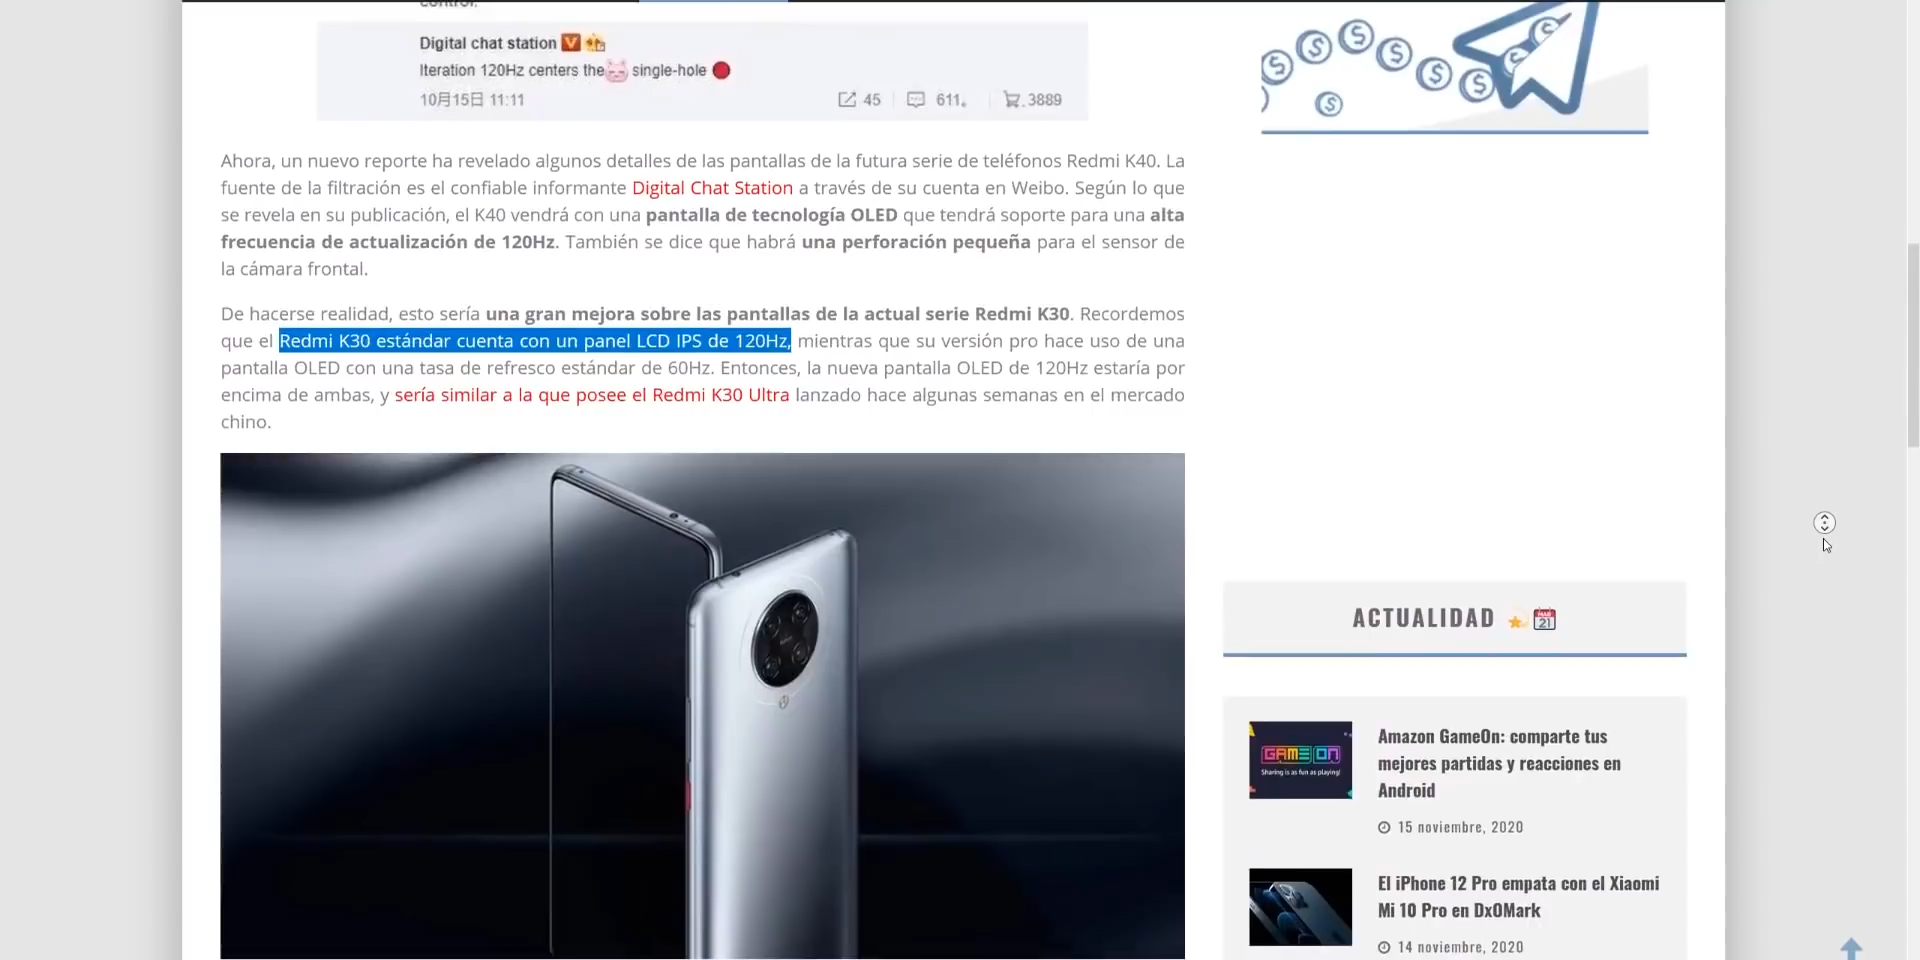 control.
Digital chat station
Iteration 120Hz centers the single-hole
10月15日 11:11
45 611。 3889
Ahora, un nuevo reporte ha revelado algunos detalles de las pantallas de la futura serie de teléfonos Redmi K40. La
fuente de la filtración es el confiable informante Digital Chat Station a través de su cuenta en Weibo. Según lo que
se revela en su publicación, el K40 vendrá con una pantalla de tecnología OLED que tendrá soporte para una alta
frecuencia de actualización de 120Hz. También se dice que habrá una perforación pequeña para el sensor de
la cámara frontal.
De hacerse realidad, esto sería una gran mejora sobre las pantallas de la actual serie Redmi K30. Recordemos
que el Redmi K30 estándar cuenta con un panel LCD IPS de 120Hz, mientras que su versión pro hace uso de una
pantalla OLED con una tasa de refresco estándar de 60Hz. Entonces, la nueva pantalla OLED de 120Hz estaría por
encima de ambas, y sería similar a la que posee el Redmi K30 Ultra lanzado hace algunas semanas en el mercado
chino.
ACTUALIDAD
GAMEON
Sharing is as fun as playing!
Amazon GameOn: comparte tus
mejores partidas y reacciones en
Android
15 noviembre, 2020
El iPhone 12 Pro empata con el Xiaomi
Mi 10 Pro en DxOMark
14 noviembre, 2020